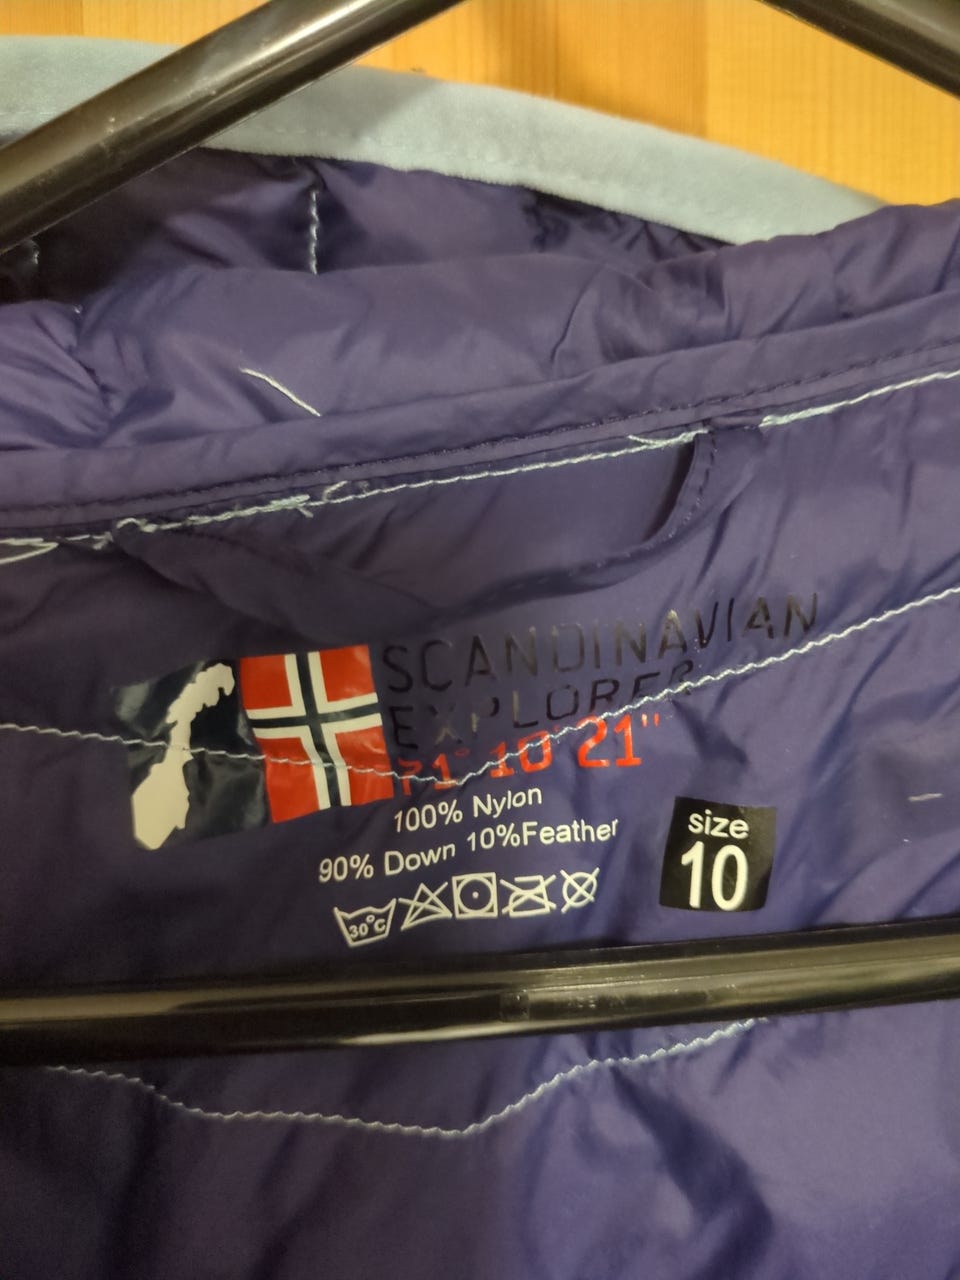 SCANDINAVIAN
EXPLORER
71° 10' 21"
100% Nylon
90% Down 10%Feather
30°C
size
10